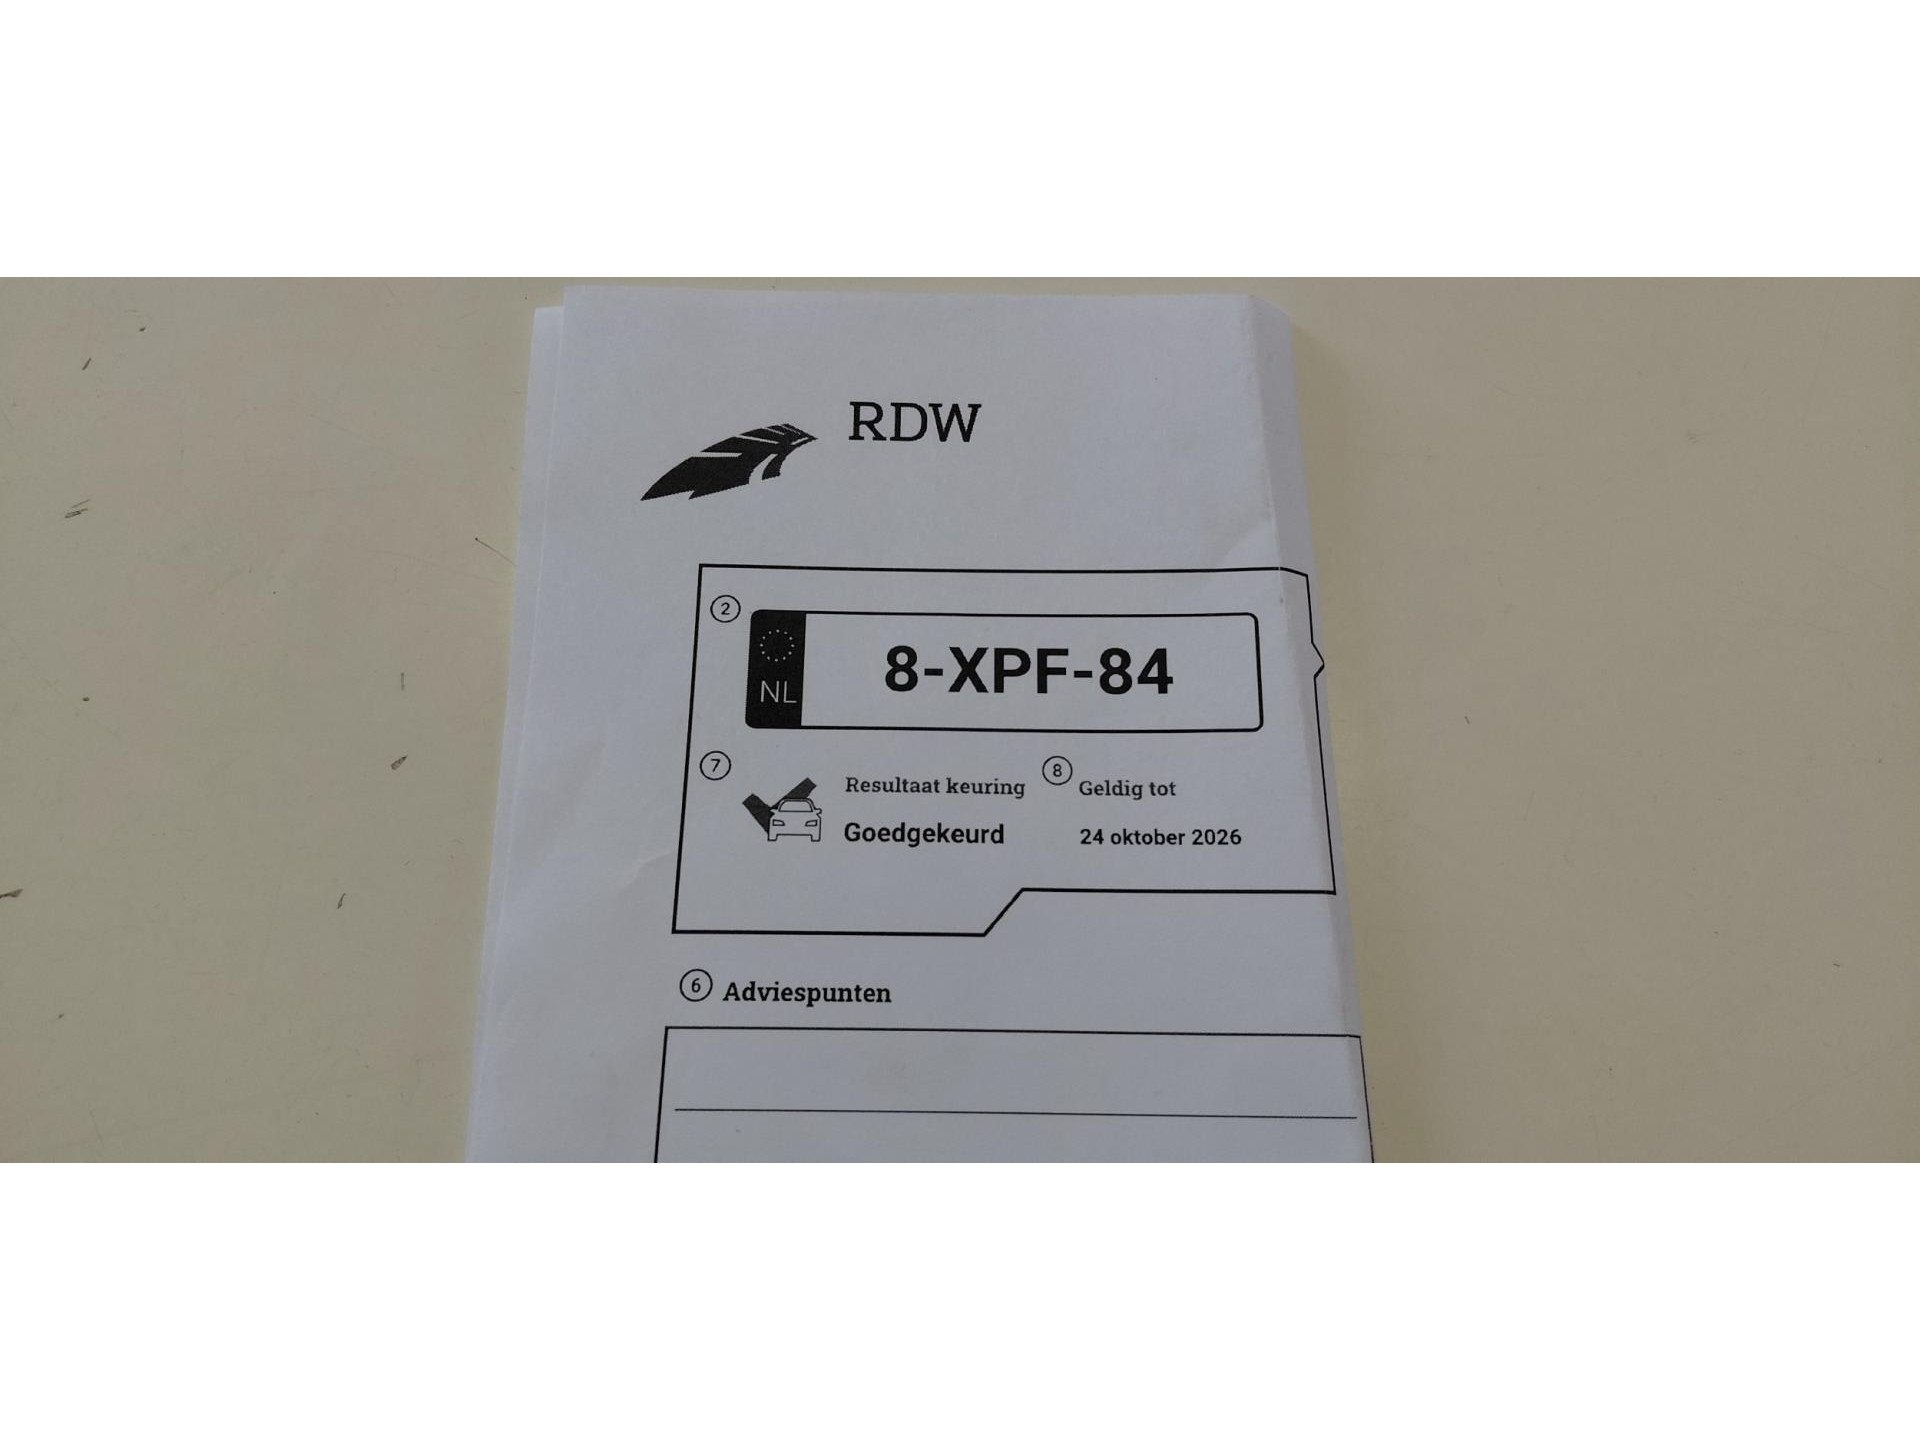 RDW
2
NL
8-XPF-84
7
Resultaat keuring
8
Geldig tot
Goedgekeurd
24 oktober 2026
6 Adviespunten